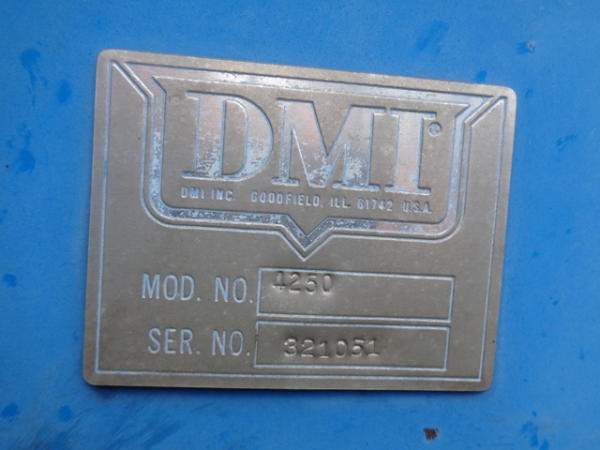 DMI®
DMI INC. GOODFIELD, ILL. 61742 U.S.A.
MOD. NO. 4250
SER. NO. 321051